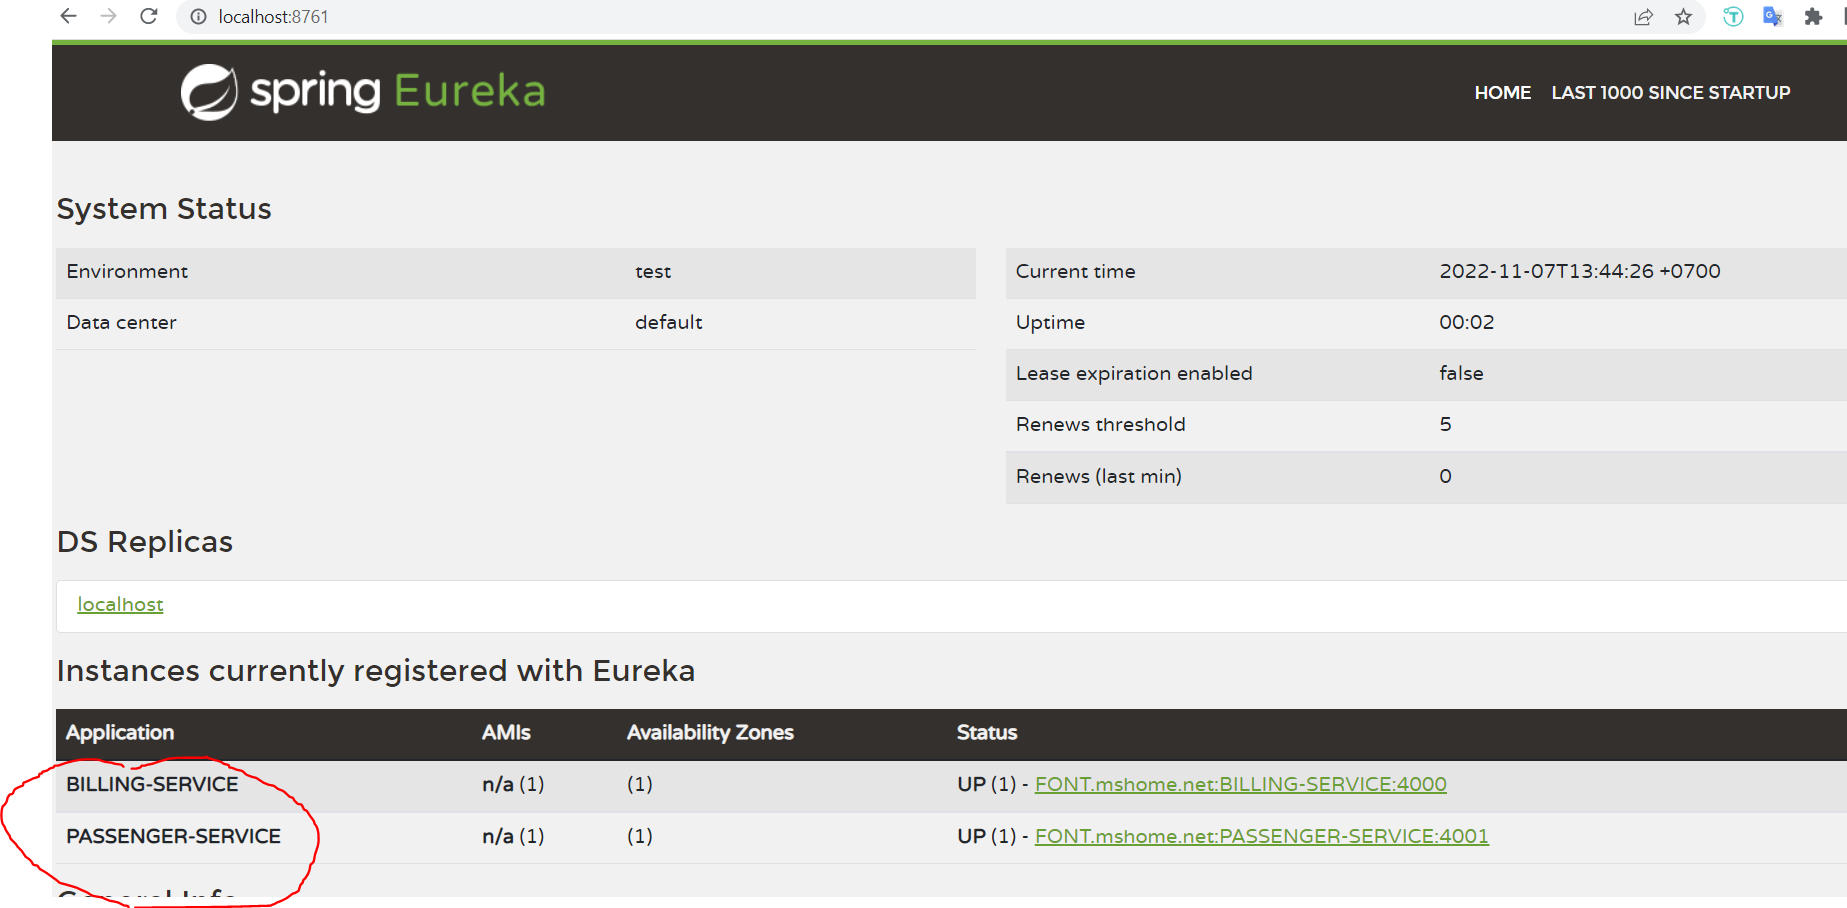 localhost:8761
spring Eureka
HOME LAST 1000 SINCE STARTUP
System Status
Environment test
Data center default
Current time 2022-11-07T13:44:26 +0700
Uptime 00:02
Lease expiration enabled false
Renews threshold 5
Renews (last min) 0
DS Replicas
localhost
Instances currently registered with Eureka
Application AMIs Availability Zones Status
BILLING-SERVICE n/a (1) (1) UP (1) - FONT.mshome.net:BILLING-SERVICE:4000
PASSENGER-SERVICE n/a (1) (1) UP (1) - FONT.mshome.net:PASSENGER-SERVICE:4001
General Info